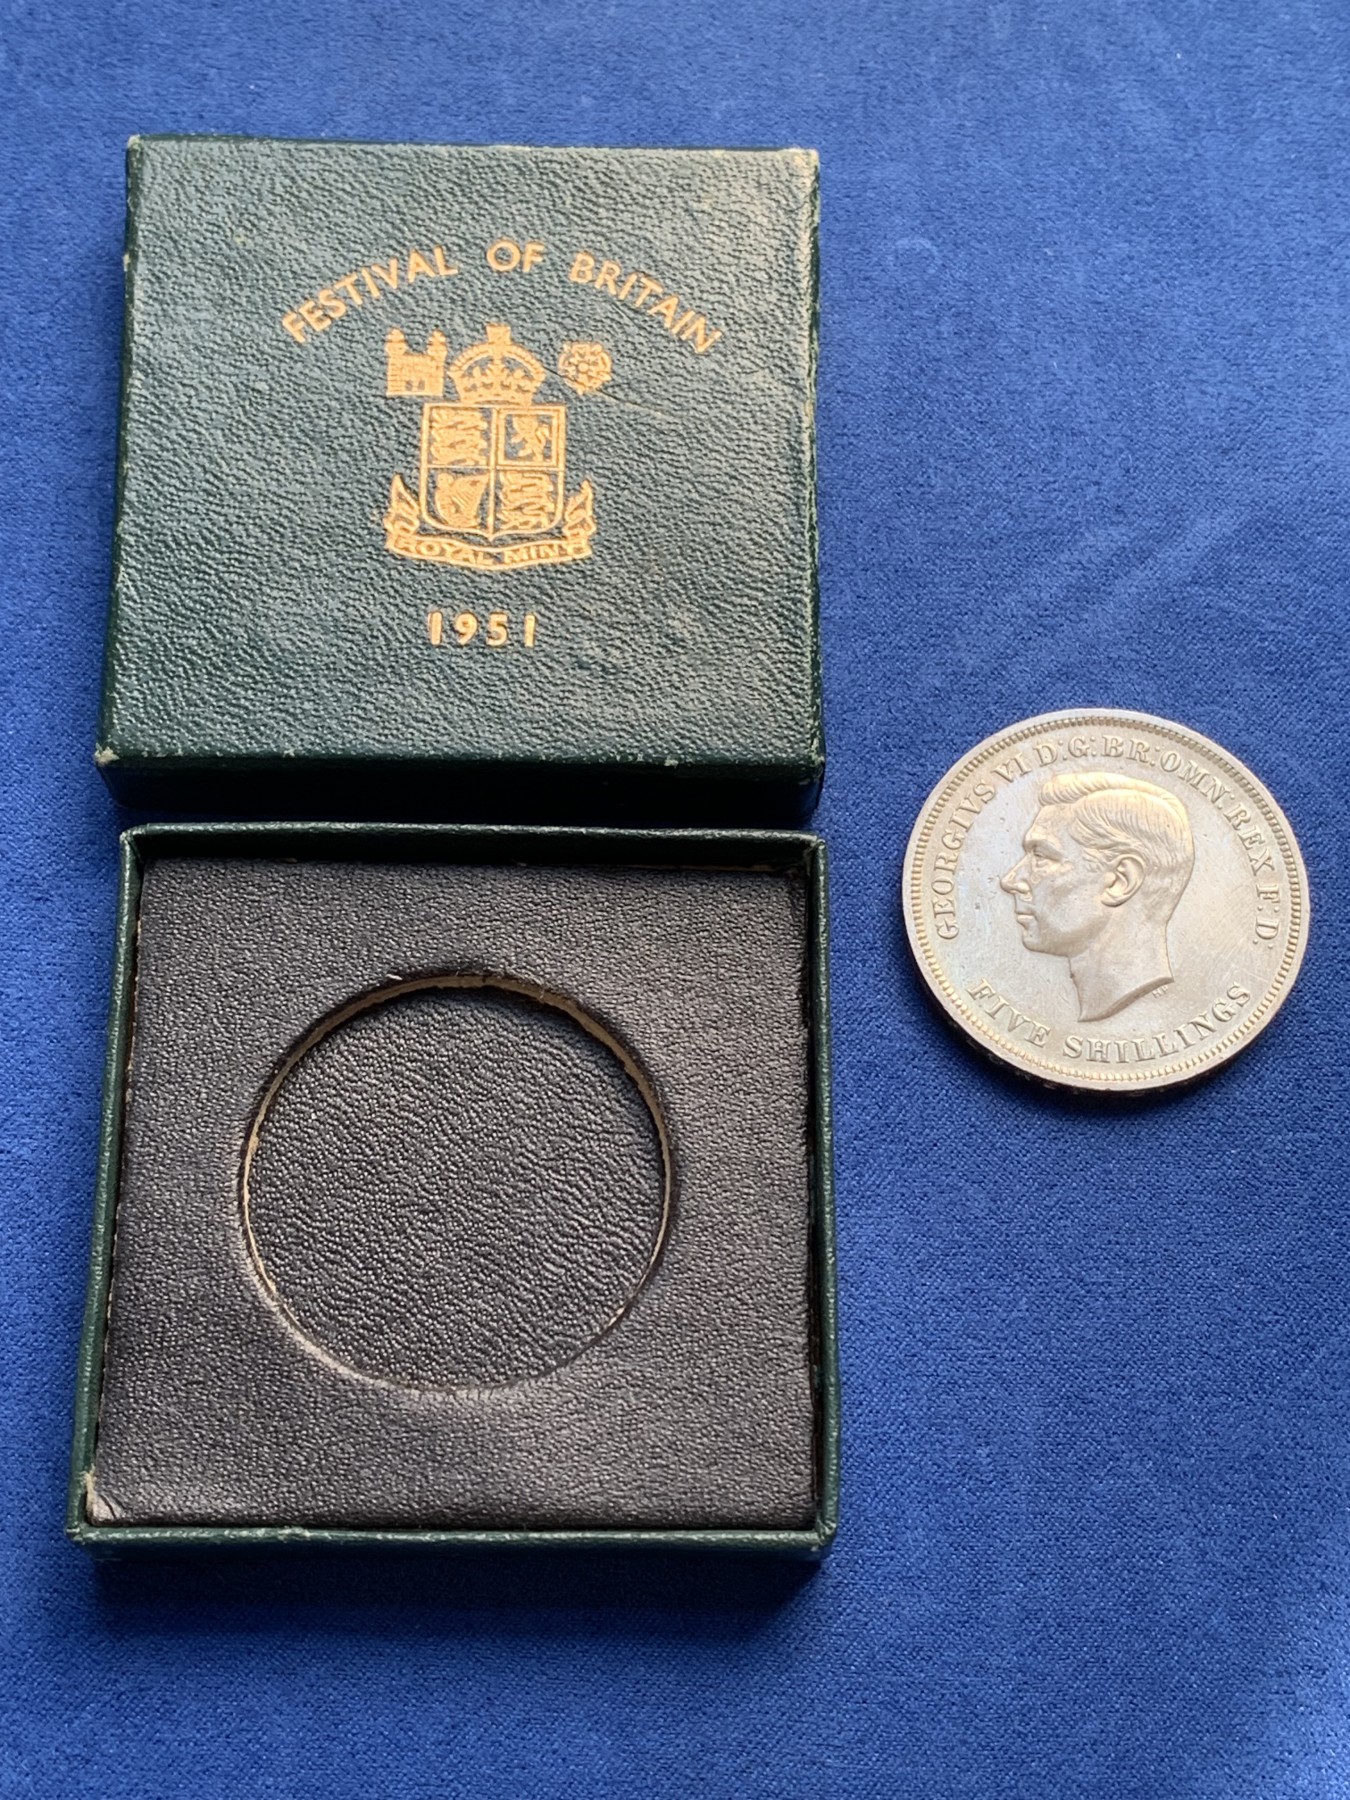 FESTIVAL OF BRITAIN
ROYAL MINT
1951
GEORGIVS VI D:G:BR:OMN:REX F:D.
FIVE SHILLINGS